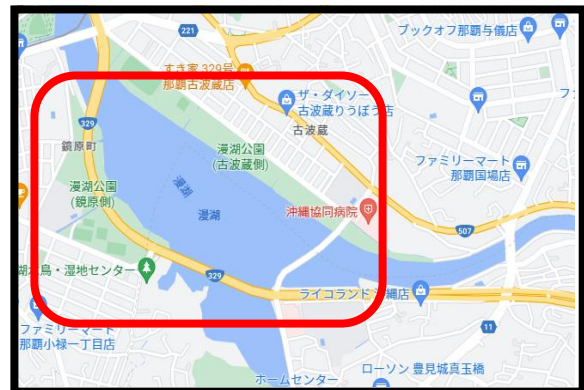 221
ブックオフ那覇与儀店
すき家 329号
那覇古波蔵店
ザ・ダイソー
古波蔵りうぼう店
古波蔵
329
鏡原町
漫湖公園
(古波蔵側)
ファミリーマート
那覇国場店
漫湖公園
(鏡原側)
漫湖
漫湖
沖縄協同病院
507
湖水鳥・湿地センター
329
ライコランド 沖縄店
ファミリーマート
那覇小禄一丁目店
11
ローソン 豊見城真玉橋
ホームセンター